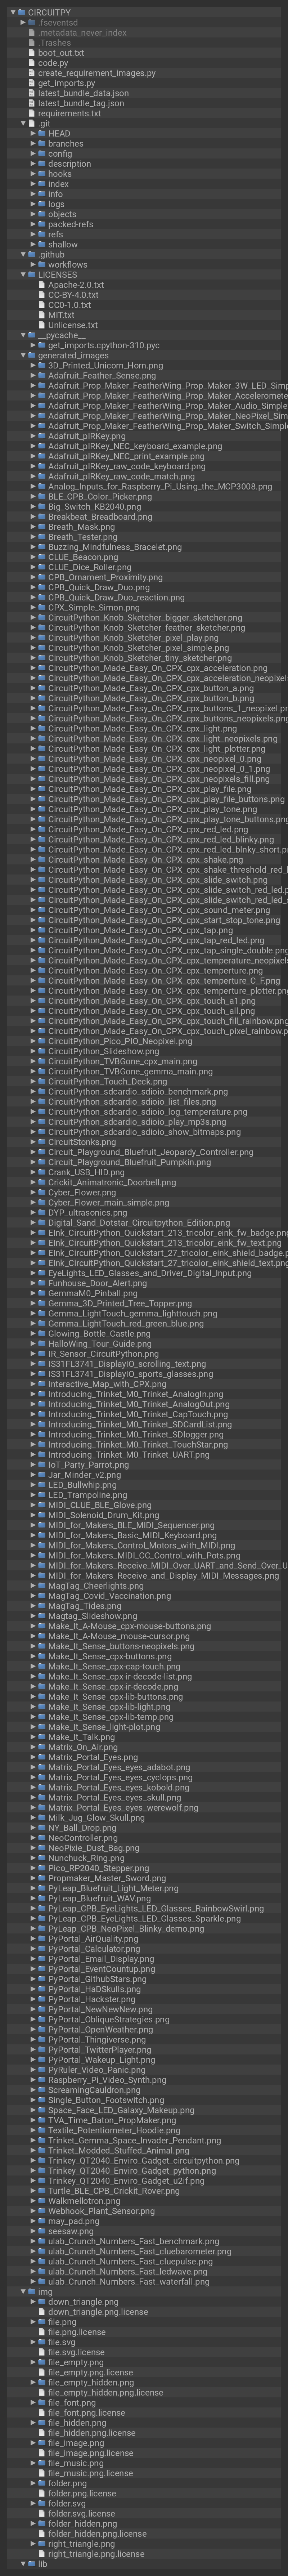 CIRCUITPY
.fseventsd
.metadata_never_index
.Trashes
boot_out.txt
code.py
create_requirement_images.py
get_imports.py
latest_bundle_data.json
latest_bundle_tag.json
requirements.txt
.git
HEAD
branches
config
description
hooks
index
info
logs
objects
packed-refs
refs
shallow
.github
workflows
LICENSES
Apache-2.0.txt
CC-BY-4.0.txt
CC0-1.0.txt
MIT.txt
Unlicense.txt
__pycache__
get_imports.cpython-310.pyc
generated_images
3D_Printed_Unicorn_Horn.png
Adafruit_Feather_Sense.png
Adafruit_Prop_Maker_FeatherWing_Prop_Maker_3W_LED_Simp
Adafruit_Prop_Maker_FeatherWing_Prop_Maker_Acceleromete
Adafruit_Prop_Maker_FeatherWing_Prop_Maker_Audio_Simple
Adafruit_Prop_Maker_FeatherWing_Prop_Maker_NeoPixel_Sim
Adafruit_Prop_Maker_FeatherWing_Prop_Maker_Switch_Simple
Adafruit_pIRKey.png
Adafruit_pIRKey_NEC_keyboard_example.png
Adafruit_pIRKey_NEC_print_example.png
Adafruit_pIRKey_raw_code_keyboard.png
Adafruit_pIRKey_raw_code_match.png
Analog_Inputs_for_Raspberry_Pi_Using_the_MCP3008.png
BLE_CPB_Color_Picker.png
Big_Switch_KB2040.png
Breakbeat_Breadboard.png
Breath_Mask.png
Breath_Tester.png
Buzzing_Mindfulness_Bracelet.png
CLUE_Beacon.png
CLUE_Dice_Roller.png
CPB_Ornament_Proximity.png
CPB_Quick_Draw_Duo.png
CPB_Quick_Draw_Duo_reaction.png
CPX_Simple_Simon.png
CircuitPython_Knob_Sketcher_bigger_sketcher.png
CircuitPython_Knob_Sketcher_feather_sketcher.png
CircuitPython_Knob_Sketcher_pixel_play.png
CircuitPython_Knob_Sketcher_pixel_simple.png
CircuitPython_Knob_Sketcher_tiny_sketcher.png
CircuitPython_Made_Easy_On_CPX_cpx_acceleration.png
CircuitPython_Made_Easy_On_CPX_cpx_acceleration_neopixels
CircuitPython_Made_Easy_On_CPX_cpx_button_a.png
CircuitPython_Made_Easy_On_CPX_cpx_button_b.png
CircuitPython_Made_Easy_On_CPX_cpx_buttons_1_neopixel.pn
CircuitPython_Made_Easy_On_CPX_cpx_buttons_neopixels.png
CircuitPython_Made_Easy_On_CPX_cpx_light.png
CircuitPython_Made_Easy_On_CPX_cpx_light_neopixels.png
CircuitPython_Made_Easy_On_CPX_cpx_light_plotter.png
CircuitPython_Made_Easy_On_CPX_cpx_neopixel_0.png
CircuitPython_Made_Easy_On_CPX_cpx_neopixel_0_1.png
CircuitPython_Made_Easy_On_CPX_cpx_neopixels_fill.png
CircuitPython_Made_Easy_On_CPX_cpx_play_file.png
CircuitPython_Made_Easy_On_CPX_cpx_play_file_buttons.png
CircuitPython_Made_Easy_On_CPX_cpx_play_tone.png
CircuitPython_Made_Easy_On_CPX_cpx_play_tone_buttons.png
CircuitPython_Made_Easy_On_CPX_cpx_red_led.png
CircuitPython_Made_Easy_On_CPX_cpx_red_led_blinky.png
CircuitPython_Made_Easy_On_CPX_cpx_red_led_blnky_short.pn
CircuitPython_Made_Easy_On_CPX_cpx_shake.png
CircuitPython_Made_Easy_On_CPX_cpx_shake_threshold_red_l
CircuitPython_Made_Easy_On_CPX_cpx_slide_switch.png
CircuitPython_Made_Easy_On_CPX_cpx_slide_switch_red_led.p
CircuitPython_Made_Easy_On_CPX_cpx_slide_switch_red_led_s
CircuitPython_Made_Easy_On_CPX_cpx_sound_meter.png
CircuitPython_Made_Easy_On_CPX_cpx_start_stop_tone.png
CircuitPython_Made_Easy_On_CPX_cpx_tap.png
CircuitPython_Made_Easy_On_CPX_cpx_tap_red_led.png
CircuitPython_Made_Easy_On_CPX_cpx_tap_single_double.png
CircuitPython_Made_Easy_On_CPX_cpx_temperature_neopixels
CircuitPython_Made_Easy_On_CPX_cpx_temperture.png
CircuitPython_Made_Easy_On_CPX_cpx_temperture_C_F.png
CircuitPython_Made_Easy_On_CPX_cpx_temperture_plotter.png
CircuitPython_Made_Easy_On_CPX_cpx_touch_a1.png
CircuitPython_Made_Easy_On_CPX_cpx_touch_all.png
CircuitPython_Made_Easy_On_CPX_cpx_touch_fill_rainbow.png
CircuitPython_Made_Easy_On_CPX_cpx_touch_pixel_rainbow.p
CircuitPython_Pico_PIO_Neopixel.png
CircuitPython_Slideshow.png
CircuitPython_TVBGone_cpx_main.png
CircuitPython_TVBGone_gemma_main.png
CircuitPython_Touch_Deck.png
CircuitPython_sdcardio_sdioio_benchmark.png
CircuitPython_sdcardio_sdioio_list_files.png
CircuitPython_sdcardio_sdioio_log_temperature.png
CircuitPython_sdcardio_sdioio_play_mp3s.png
CircuitPython_sdcardio_sdioio_show_bitmaps.png
CircuitStonks.png
Circuit_Playground_Bluefruit_Jeopardy_Controller.png
Circuit_Playground_Bluefruit_Pumpkin.png
Crank_USB_HID.png
Crickit_Animatronic_Doorbell.png
Cyber_Flower.png
Cyber_Flower_main_simple.png
DYP_ultrasonics.png
Digital_Sand_Dotstar_Circuitpython_Edition.png
EInk_CircuitPython_Quickstart_213_tricolor_eink_fw_badge.png
EInk_CircuitPython_Quickstart_213_tricolor_eink_fw_text.png
EInk_CircuitPython_Quickstart_27_tricolor_eink_shield_badge.p
EInk_CircuitPython_Quickstart_27_tricolor_eink_shield_text.png
EyeLights_LED_Glasses_and_Driver_Digital_Input.png
Funhouse_Door_Alert.png
GemmaM0_Pinball.png
Gemma_3D_Printed_Tree_Topper.png
Gemma_LightTouch_gemma_lighttouch.png
Gemma_LightTouch_red_green_blue.png
Glowing_Bottle_Castle.png
HalloWing_Tour_Guide.png
IR_Sensor_CircuitPython.png
IS31FL3741_DisplayIO_scrolling_text.png
IS31FL3741_DisplayIO_sports_glasses.png
Interactive_Map_with_CPX.png
Introducing_Trinket_M0_Trinket_AnalogIn.png
Introducing_Trinket_M0_Trinket_AnalogOut.png
Introducing_Trinket_M0_Trinket_CapTouch.png
Introducing_Trinket_M0_Trinket_SDCardList.png
Introducing_Trinket_M0_Trinket_SDlogger.png
Introducing_Trinket_M0_Trinket_TouchStar.png
Introducing_Trinket_M0_Trinket_UART.png
IoT_Party_Parrot.png
Jar_Minder_v2.png
LED_Bullwhip.png
LED_Trampoline.png
MIDI_CLUE_BLE_Glove.png
MIDI_Solenoid_Drum_Kit.png
MIDI_for_Makers_BLE_MIDI_Sequencer.png
MIDI_for_Makers_Basic_MIDI_Keyboard.png
MIDI_for_Makers_Control_Motors_with_MIDI.png
MIDI_for_Makers_MIDI_CC_Control_with_Pots.png
MIDI_for_Makers_Receive_MIDI_Over_UART_and_Send_Over_U
MIDI_for_Makers_Receive_and_Display_MIDI_Messages.png
MagTag_Cheerlights.png
MagTag_Covid_Vaccination.png
MagTag_Tides.png
Magtag_Slideshow.png
Make_It_A-Mouse_cpx-mouse-buttons.png
Make_It_A-Mouse_mouse-cursor.png
Make_It_Sense_buttons-neopixels.png
Make_It_Sense_cpx-buttons.png
Make_It_Sense_cpx-cap-touch.png
Make_It_Sense_cpx-ir-decode-list.png
Make_It_Sense_cpx-ir-decode.png
Make_It_Sense_cpx-lib-buttons.png
Make_It_Sense_cpx-lib-light.png
Make_It_Sense_cpx-lib-temp.png
Make_It_Sense_light-plot.png
Make_It_Talk.png
Matrix_On_Air.png
Matrix_Portal_Eyes.png
Matrix_Portal_Eyes_eyes_adabot.png
Matrix_Portal_Eyes_eyes_cyclops.png
Matrix_Portal_Eyes_eyes_kobold.png
Matrix_Portal_Eyes_eyes_skull.png
Matrix_Portal_Eyes_eyes_werewolf.png
Milk_Jug_Glow_Skull.png
NY_Ball_Drop.png
NeoController.png
NeoPixie_Dust_Bag.png
Nunchuck_Ring.png
Pico_RP2040_Stepper.png
Propmaker_Master_Sword.png
PyLeap_Bluefruit_Light_Meter.png
PyLeap_Bluefruit_WAV.png
PyLeap_CPB_EyeLights_LED_Glasses_RainbowSwirl.png
PyLeap_CPB_EyeLights_LED_Glasses_Sparkle.png
PyLeap_CPB_NeoPixel_Blinky_demo.png
PyPortal_AirQuality.png
PyPortal_Calculator.png
PyPortal_Email_Display.png
PyPortal_EventCountup.png
PyPortal_GithubStars.png
PyPortal_HaDSkulls.png
PyPortal_Hackster.png
PyPortal_NewNewNew.png
PyPortal_ObliqueStrategies.png
PyPortal_OpenWeather.png
PyPortal_Thingiverse.png
PyPortal_TwitterPlayer.png
PyPortal_Wakeup_Light.png
PyRuler_Video_Panic.png
Raspberry_Pi_Video_Synth.png
ScreamingCauldron.png
Single_Button_Footswitch.png
Space_Face_LED_Galaxy_Makeup.png
TVA_Time_Baton_PropMaker.png
Textile_Potentiometer_Hoodie.png
Trinket_Gemma_Space_Invader_Pendant.png
Trinket_Modded_Stuffed_Animal.png
Trinkey_QT2040_Enviro_Gadget_circuitpython.png
Trinkey_QT2040_Enviro_Gadget_python.png
Trinkey_QT2040_Enviro_Gadget_u2if.png
Turtle_BLE_CPB_Crickit_Rover.png
Walkmellotron.png
Webhook_Plant_Sensor.png
may_pad.png
seesaw.png
ulab_Crunch_Numbers_Fast_benchmark.png
ulab_Crunch_Numbers_Fast_cluebarometer.png
ulab_Crunch_Numbers_Fast_cluepulse.png
ulab_Crunch_Numbers_Fast_ledwave.png
ulab_Crunch_Numbers_Fast_waterfall.png
img
down_triangle.png
down_triangle.png.license
file.png
file.png.license
file.svg
file.svg.license
file_empty.png
file_empty.png.license
file_empty_hidden.png
file_empty_hidden.png.license
file_font.png
file_font.png.license
file_hidden.png
file_hidden.png.license
file_image.png
file_image.png.license
file_music.png
file_music.png.license
folder.png
folder.png.license
folder.svg
folder.svg.license
folder_hidden.png
folder_hidden.png.license
right_triangle.png
right_triangle.png.license
lib